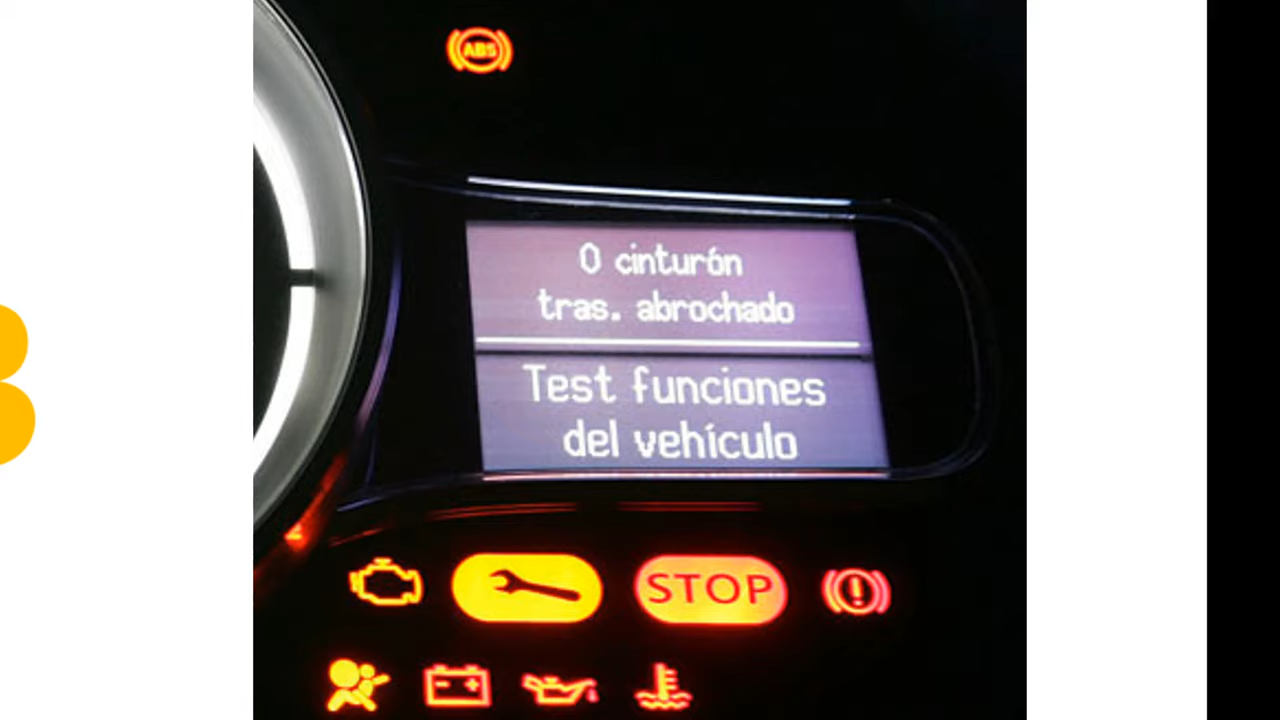 ABS
0 cinturón
tras. abrochado
Test funciones
del vehículo
STOP